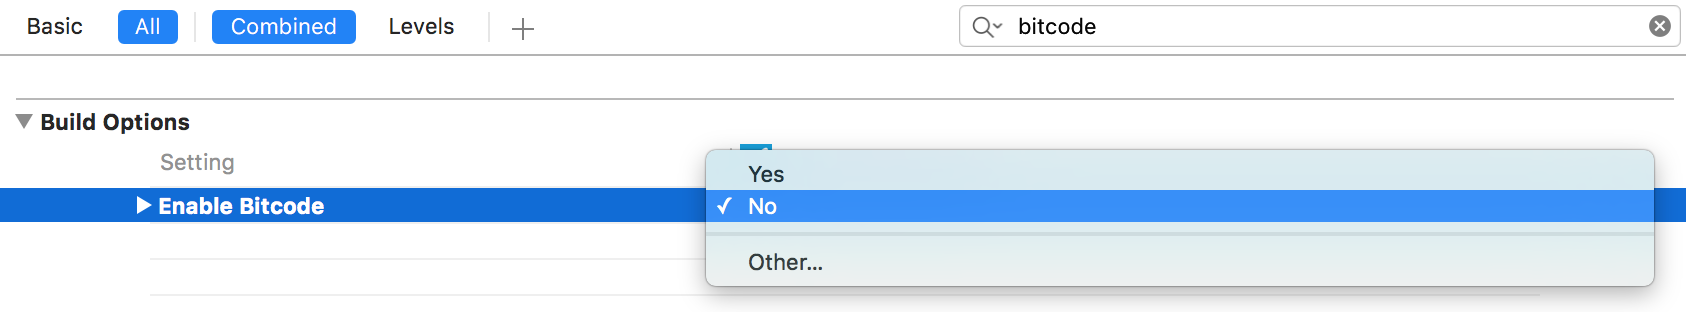 Basic All Combined Levels + bitcode
Build Options
Setting
Yes
Enable Bitcode ✓ No
Other...